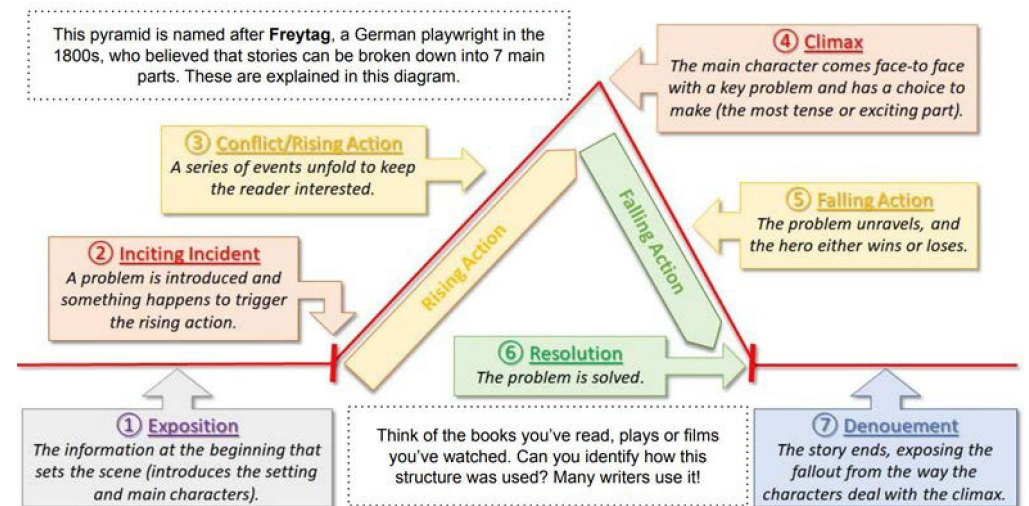 This pyramid is named after Freytag, a German playwright in the
1800s, who believed that stories can be broken down into 7 main
parts. These are explained in this diagram.
④ Climax
The main character comes face-to face
with a key problem and has a choice to
make (the most tense or exciting part).
③ Conflict/Rising Action
A series of events unfold to keep
the reader interested.
② Inciting Incident
A problem is introduced and
something happens to trigger
the rising action.
Rising Action
Falling Action
⑤ Falling Action
The problem unravels, and
the hero either wins or loses.
⑥ Resolution
The problem is solved.
① Exposition
The information at the beginning that
sets the scene (introduces the setting
and main characters).
Think of the books you've read, plays or films
you've watched. Can you identify how this
structure was used? Many writers use it!
⑦ Denouement
The story ends, exposing the
fallout from the way the
characters deal with the climax.